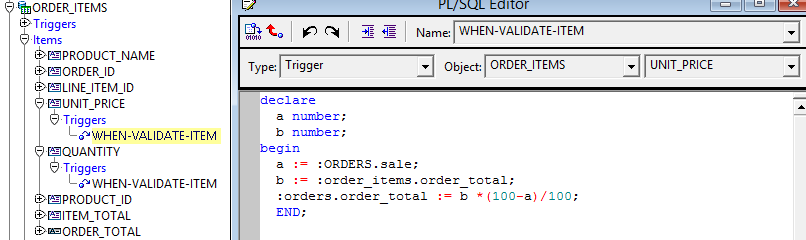 ORDER_ITEMS
Triggers
Items
PRODUCT_NAME
ORDER_ID
LINE_ITEM_ID
UNIT_PRICE
Triggers
WHEN-VALIDATE-ITEM
QUANTITY
Triggers
WHEN-VALIDATE-ITEM
PRODUCT_ID
ITEM_TOTAL
ORDER_TOTAL
PL/SQL Editor
Name: WHEN-VALIDATE-ITEM
Type: Trigger Object: ORDER_ITEMS UNIT_PRICE
declare
a number;
b number;
begin
a := :ORDERS.sale;
b := :order_items.order_total;
:orders.order_total := b *(100-a)/100;
END;